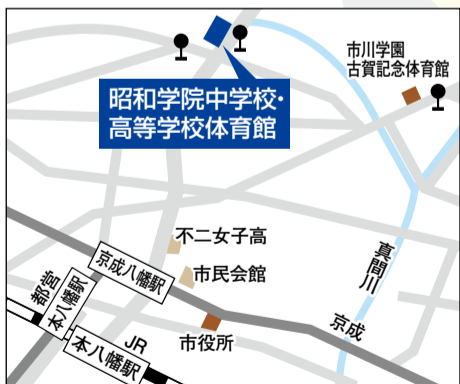 市川学園
古賀記念体育館
昭和学院中学校・
高等学校体育館
不二女子高
京成八幡駅
市民会館
真間川
都営
本八幡駅
市役所
京成
JR
本八幡駅